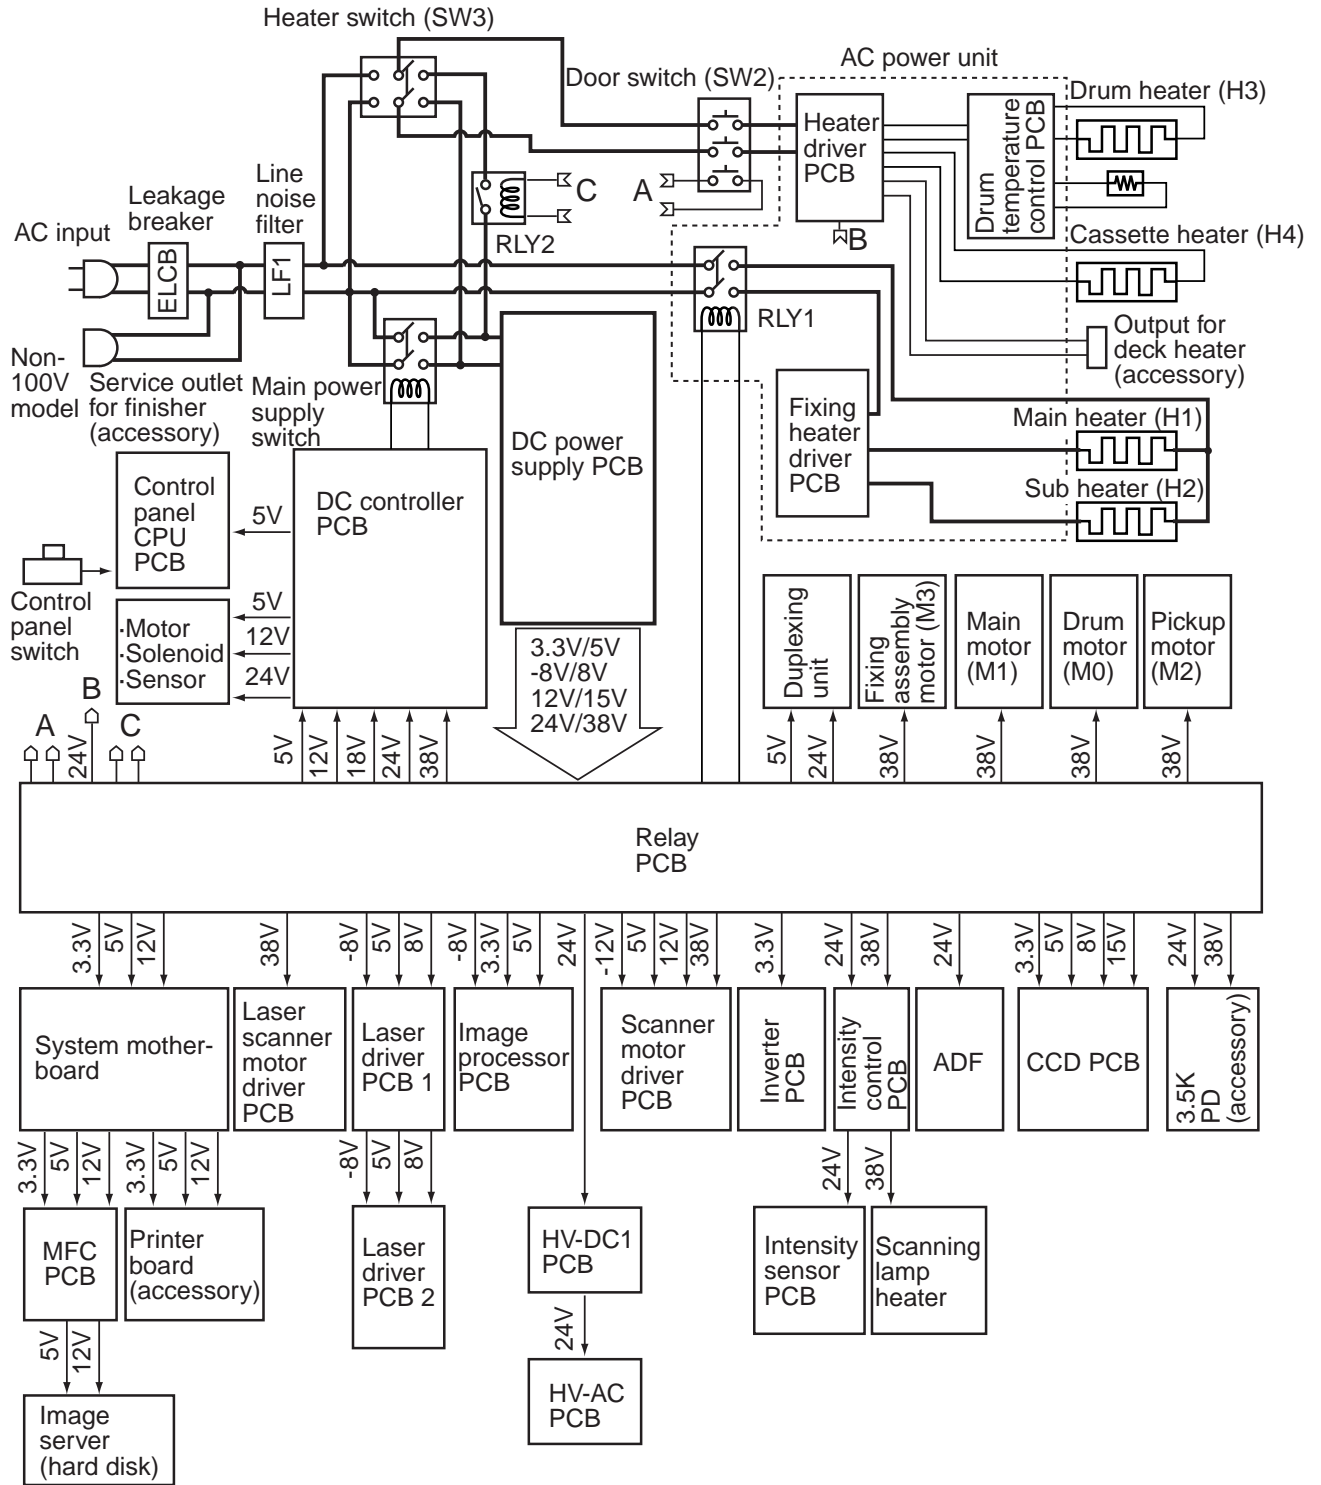 Heater switch (SW3)
AC power unit
Door switch (SW2)
Drum heater (H3)
Heater
driver
PCB
Drum
temperature
control PCB
Leakage
breaker
Line
noise
filter
A
C
B
AC input
RLY2
Cassette heater (H4)
ELCB
LF1
RLY1
Output for
deck heater
(accessory)
Non-
100V
model
Service outlet
for finisher
(accessory)
Main power
supply
switch
DC power
supply PCB
Fixing
heater
driver
PCB
Main heater (H1)
Sub heater (H2)
Control
panel
CPU
PCB
5V
DC controller
PCB
Control
panel
switch
·Motor
·Solenoid
·Sensor
5V
12V
24V
3.3V/5V
-8V/8V
12V/15V
24V/38V
Duplexing
unit
Fixing
assembly
motor (M3)
Main
motor
(M1)
Drum
motor
(M0)
Pickup
motor
(M2)
A
B
24V
C
5V
12V
18V
24V
38V
5V
24V
38V
38V
38V
38V
Relay
PCB
3.3V
5V
12V
38V
-8V
5V
8V
-8V
3.3V
5V
24V
-12V
5V
12V
38V
3.3V
24V
38V
24V
3.3V
5V
8V
15V
24V
38V
System mother-
board
Laser
scanner
motor
driver
PCB
Laser
driver
PCB 1
Image
processor
PCB
Scanner
motor
driver
PCB
Inverter
PCB
Intensity
control
PCB
ADF
CCD PCB
3.5K
PD
(accessory)
3.3V
5V
12V
3.3V
5V
12V
-8V
5V
8V
24V
38V
MFC
PCB
Printer
board
(accessory)
Laser
driver
PCB 2
HV-DC1
PCB
Intensity
sensor
PCB
Scanning
lamp
heater
5V
12V
24V
Image
server
(hard disk)
HV-AC
PCB